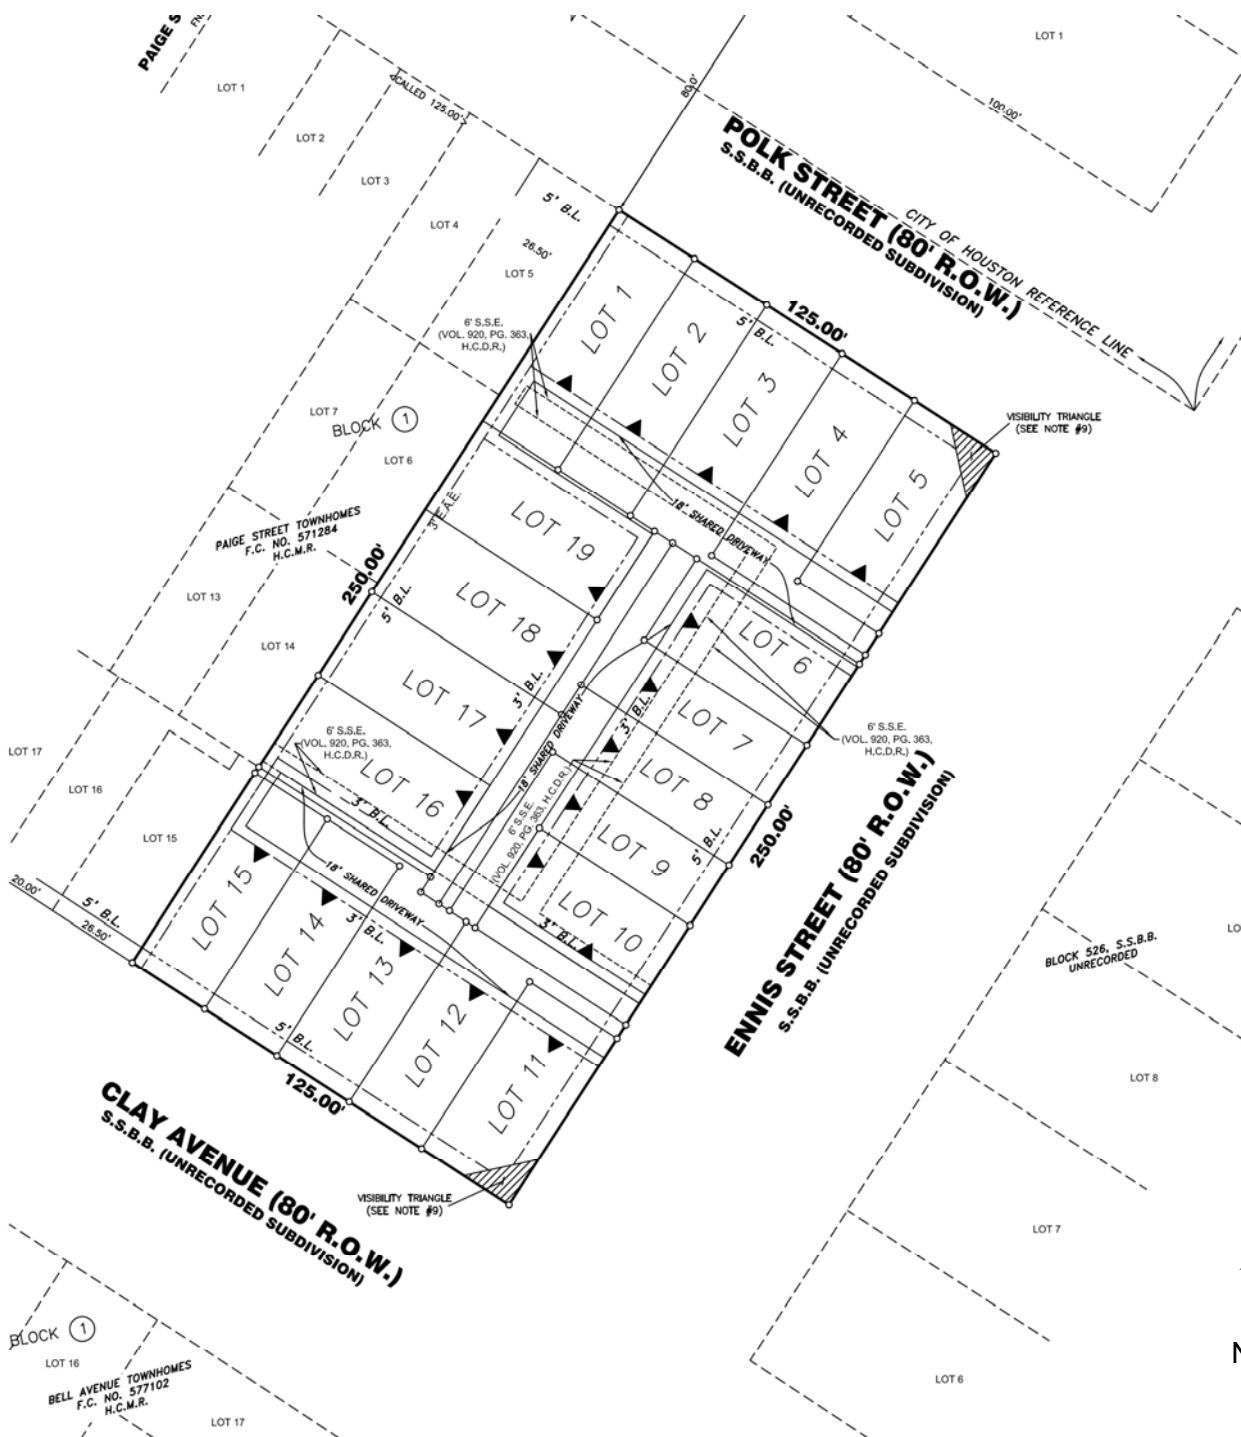 PAIGE S
LOT 1
LOT 2
LOT 3
LOT 4
LOT 5
(CALLED 125.00')
5' B.L.
26.50'
80.0'
LOT 1
100.00'
POLK STREET (80' R.O.W.)
S.S.B.B. (UNRECORDED SUBDIVISION)
CITY OF HOUSTON REFERENCE LINE
125.00'
5' B.L.
VISIBILITY TRIANGLE
(SEE NOTE #9)
LOT 1
LOT 2
LOT 3
LOT 4
LOT 5
6' S.S.E.
(VOL. 920, PG. 363,
H.C.D.R.)
18' SHARED DRIVEWAY
LOT 7
BLOCK 1
LOT 6
3' E.A.E.
PAIGE STREET TOWNHOMES
F.C. NO. 571284
H.C.M.R.
250.00'
5' B.L.
LOT 13
LOT 14
LOT 19
LOT 18
LOT 17
LOT 16
3' B.L.
18' SHARED DRIVEWAY
3' B.L.
LOT 6
LOT 7
LOT 8
LOT 9
LOT 10
5' B.L.
3' B.L.
6' S.S.E.
(VOL. 920, PG. 363, H.C.D.R.)
6' S.S.E.
(VOL. 920, PG. 363,
H.C.D.R.)
6' S.S.E.
(VOL. 920, PG. 363,
H.C.D.R.)
3' B.L.
250.00'
ENNIS STREET (80' R.O.W.)
S.S.B.B. (UNRECORDED SUBDIVISION)
LOT 17
LOT 16
LOT 15
20.00'
5' B.L.
26.50'
18' SHARED DRIVEWAY
3' B.L.
LOT 15
LOT 14
LOT 13
LOT 12
LOT 11
5' B.L.
125.00'
CLAY AVENUE (80' R.O.W.)
S.S.B.B. (UNRECORDED SUBDIVISION)
VISIBILITY TRIANGLE
(SEE NOTE #9)
BLOCK 526, S.S.B.B.
UNRECORDED
LO
LOT 8
LOT 7
LOT 6
N
BLOCK 1
LOT 16
BELL AVENUE TOWNHOMES
F.C. NO. 577102
H.C.M.R.
LOT 17